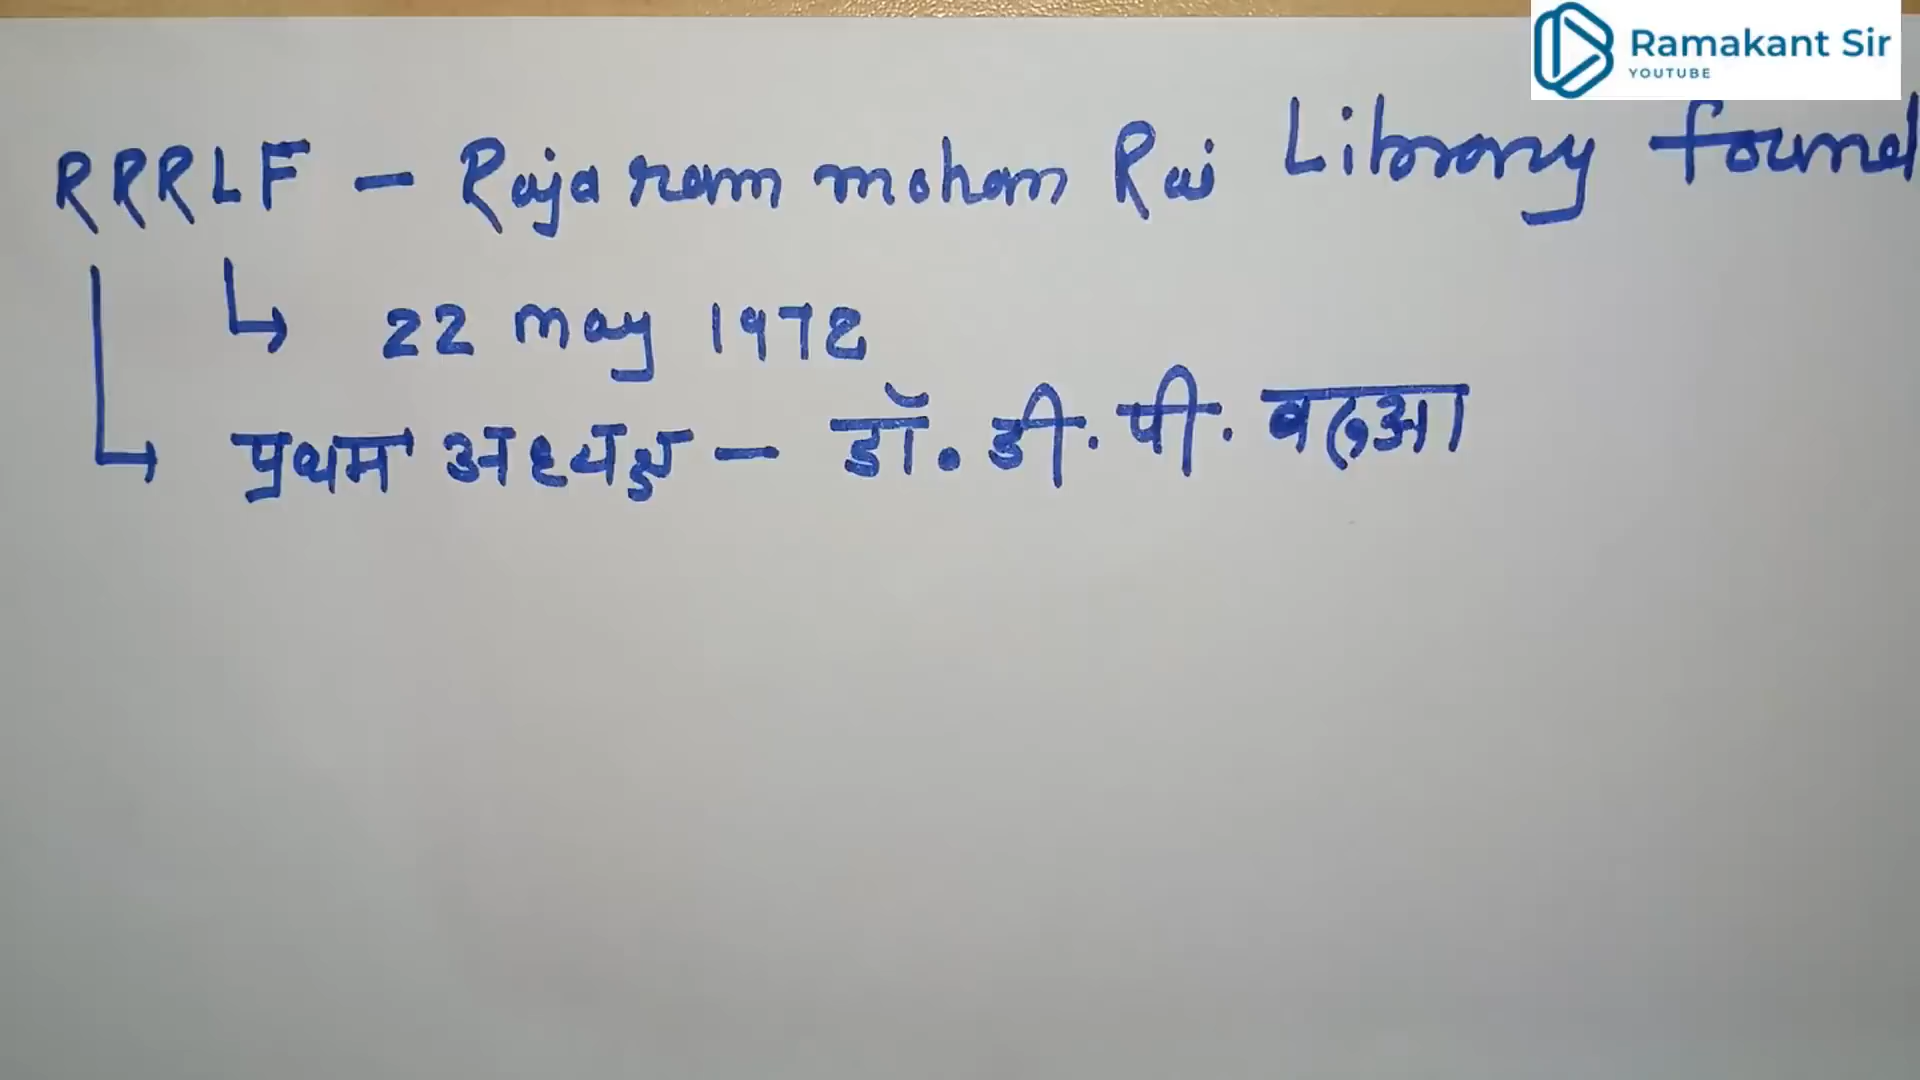 Ramakant Sir
YOUTUBE
RRRLF - Raja ram mohan Rai Library found
22 may 1972
प्रथम अध्यक्ष - डॉ. डी. पी. बरुआ